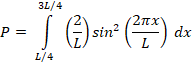 P = ∫_{L/4}^{3L/4} (2/L) sin² (2πx/L) dx